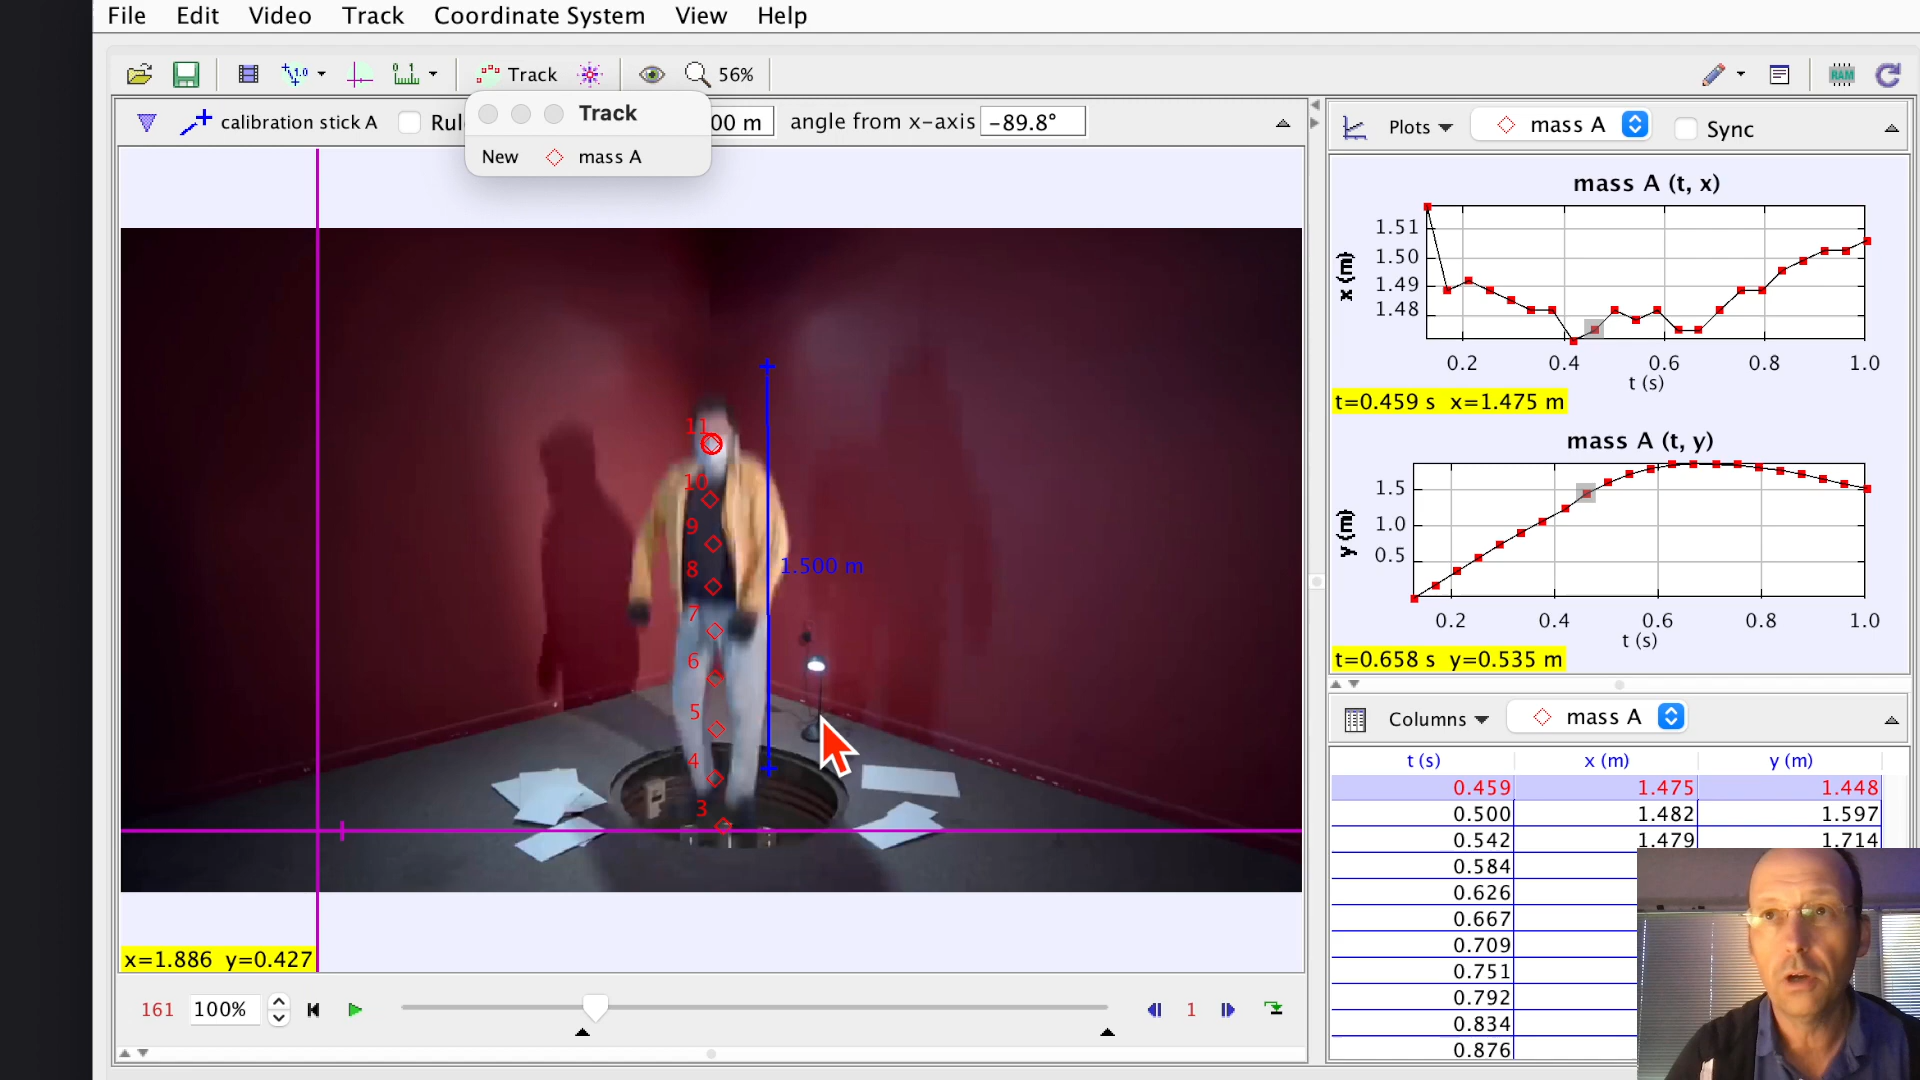 File Edit Video Track Coordinate System View Help
Track 56%
calibration stick A 00 m angle from x-axis -89.8°
Track
New mass A
Plots mass A Sync
mass A (t, x)
x (m)
1.51
1.50
1.49
1.48
0.2 0.4 0.6 0.8 1.0
t (s)
t=0.459 s x=1.475 m
mass A (t, y)
y (m)
1.5
1.0
0.5
0.2 0.4 0.6 0.8 1.0
t (s)
t=0.658 s y=0.535 m
11
10
9
8
7
6
5
4
3
1.500 m
Columns mass A
t (s) x (m) y (m)
0.459 1.475 1.448
0.500 1.482 1.597
0.542 1.479 1.714
0.584
0.626
0.667
0.709
0.751
0.792
0.834
0.876
x=1.886 y=0.427
161 100% 1